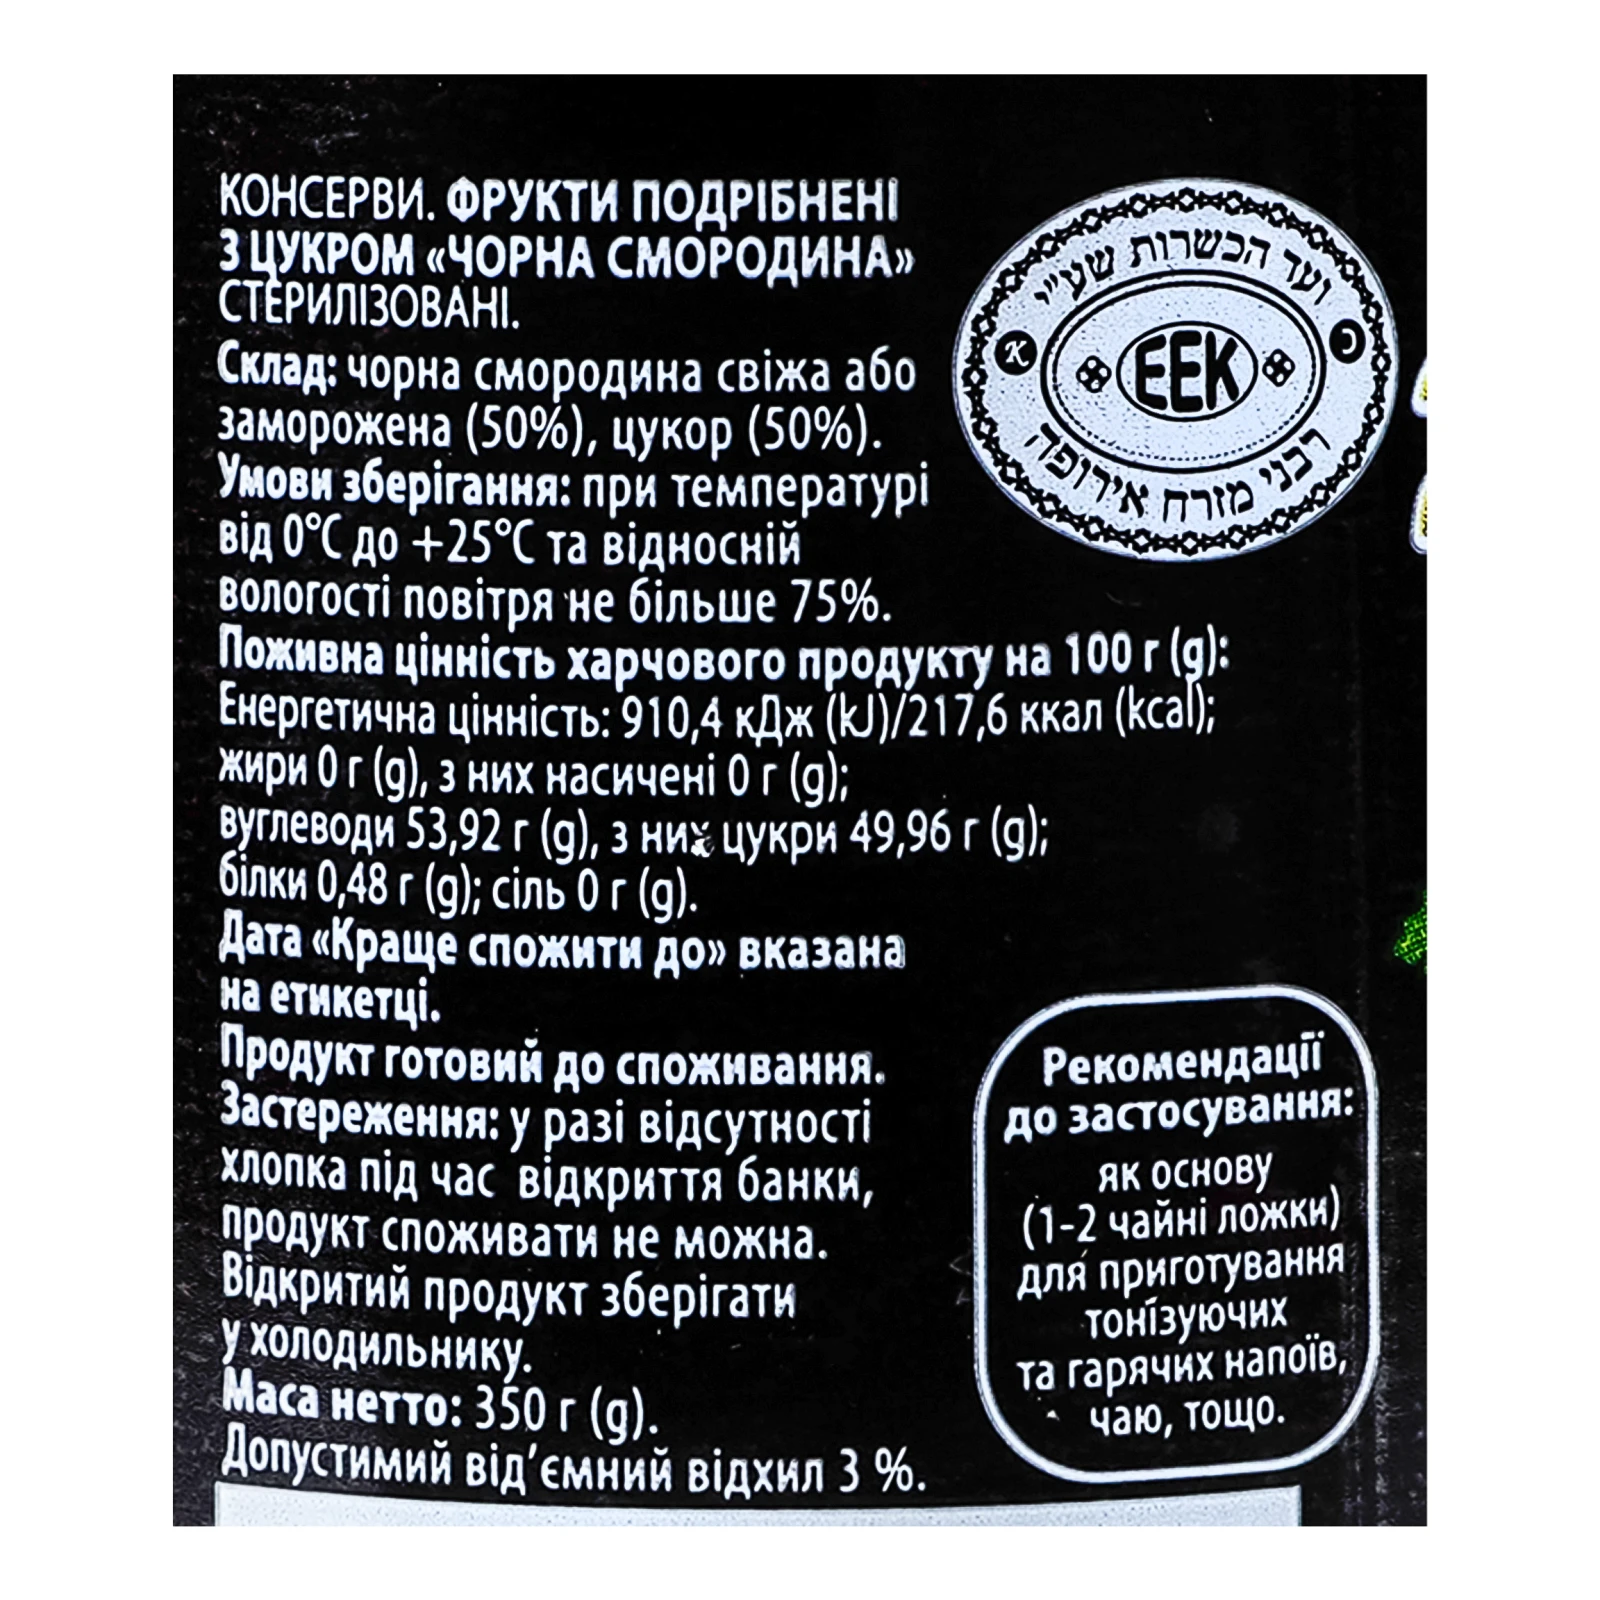 КОНСЕРВИ. ФРУКТИ ПОДРІБНЕНІ
З ЦУКРОМ «ЧОРНА СМОРОДИНА»
СТЕРИЛІЗОВАНІ.
Склад: чорна смородина свіжа або
заморожена (50%), цукор (50%).
Умови зберігання: при температурі
від 0°С до +25°С та відносній
вологості повітря не більше 75%.
Поживна цінність харчового продукту на 100 г (g):
Енергетична цінність: 910,4 кДж (kJ)/217,6 ккал (kcal);
жири 0 г (g), з них насичені 0 г (g);
вуглеводи 53,92 г (g), з них цукри 49,96 г (g);
білки 0,48 г (g); сіль 0 г (g).
Дата «Краще спожити до» вказана
на етикетці.
Продукт готовий до споживання.
Застереження: у разі відсутності
хлопка під час відкриття банки,
продукт споживати не можна.
Відкритий продукт зберігати
у холодильнику.
Маса нетто: 350 г (g).
Допустимий від’ємний відхил 3 %.
ועד הכשרות שע"י
K
EEK
כ
רבני מזרח אירופה
Рекомендації
до застосування:
як основу
(1-2 чайні ложки)
для приготування
тонізуючих
та гарячих напоїв,
чаю, тощо.